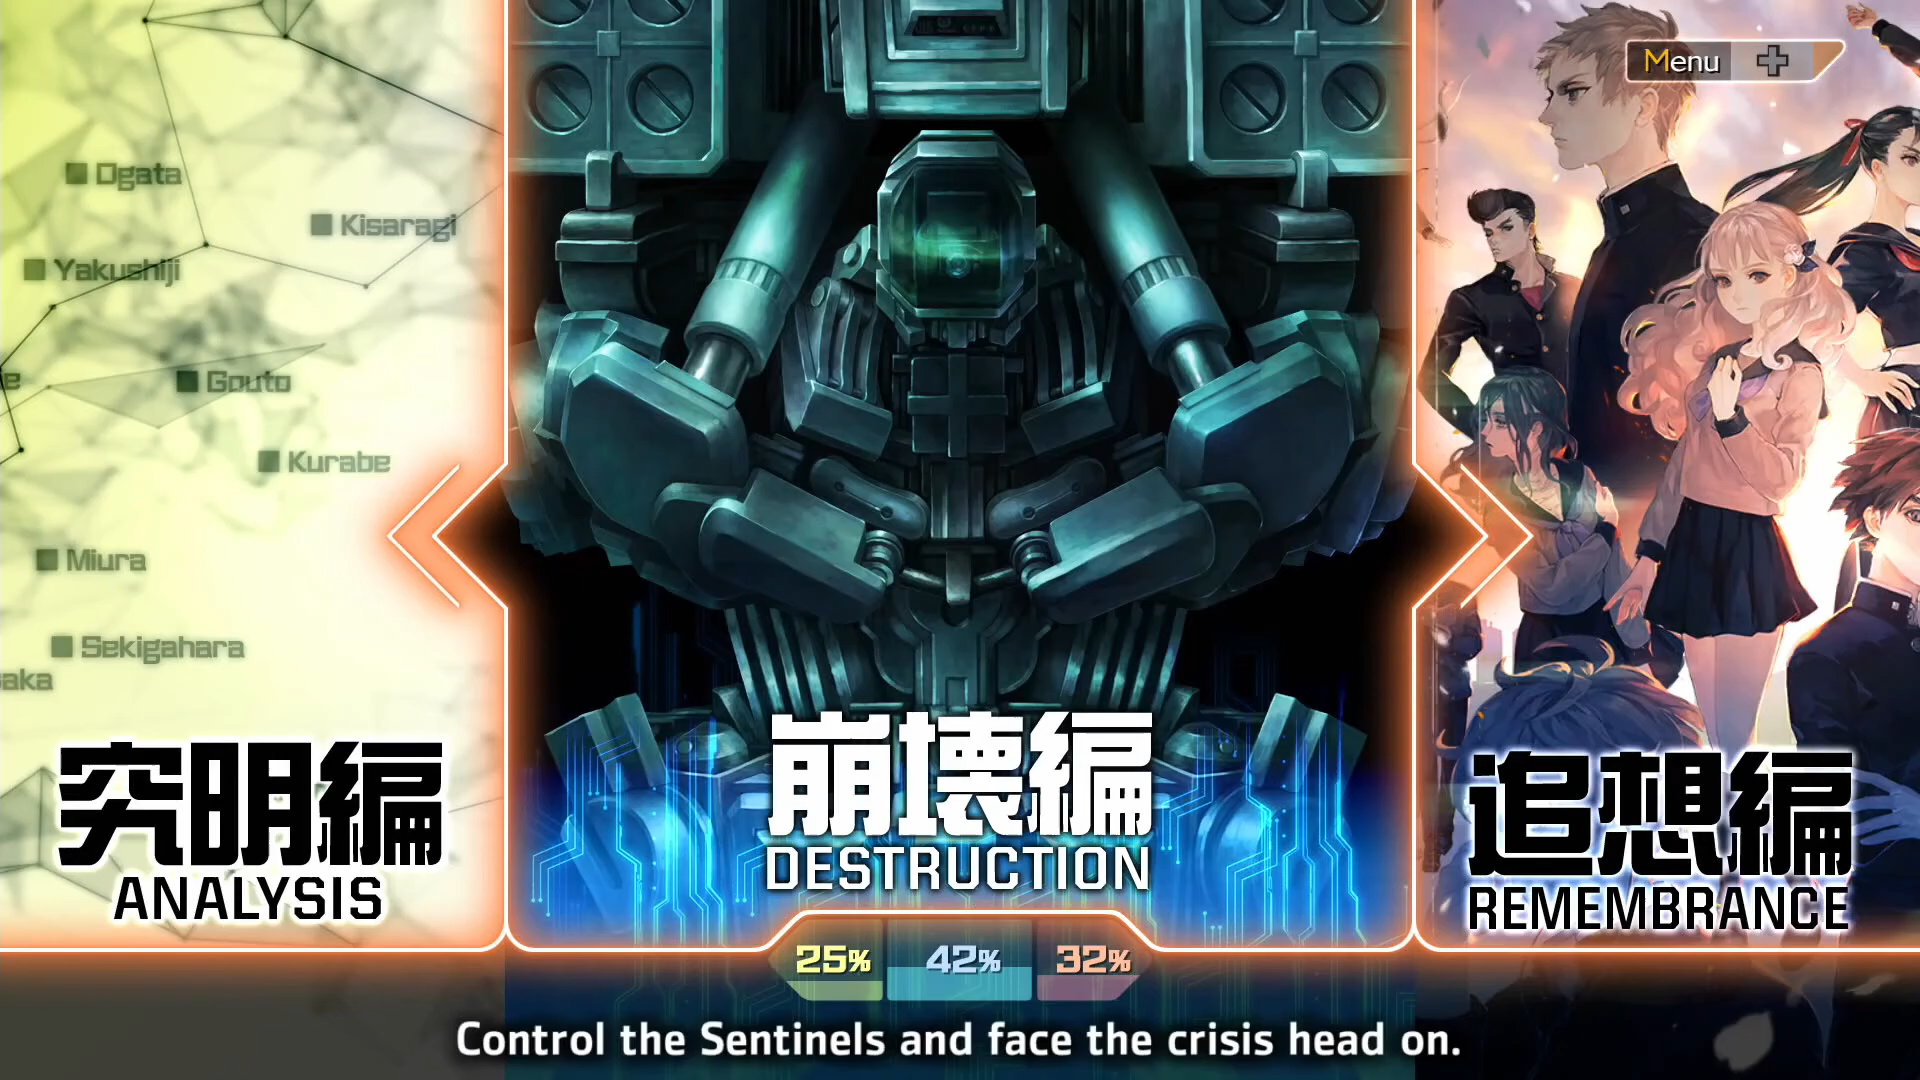 Menu
Ogata
Kisaragi
Yakushiji
Gouto
Kurabe
Miura
Sekigahara
究明編
ANALYSIS
崩壊編
DESTRUCTION
追想編
REMEMBRANCE
25% 42% 32%
Control the Sentinels and face the crisis head on.